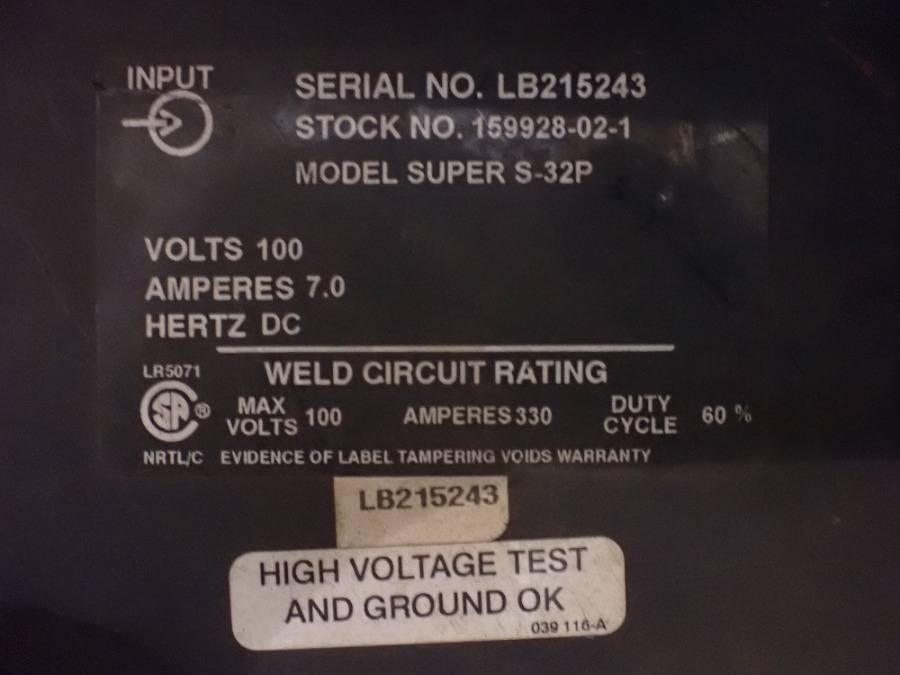 INPUT
SERIAL NO. LB215243
STOCK NO. 159928-02-1
MODEL SUPER S-32P
VOLTS 100
AMPERES 7.0
HERTZ DC
LR5071
WELD CIRCUIT RATING
SA ®
MAX VOLTS 100 AMPERES 330 DUTY CYCLE 60 %
NRTL/C EVIDENCE OF LABEL TAMPERING VOIDS WARRANTY
LB215243
HIGH VOLTAGE TEST
AND GROUND OK
039 116-A